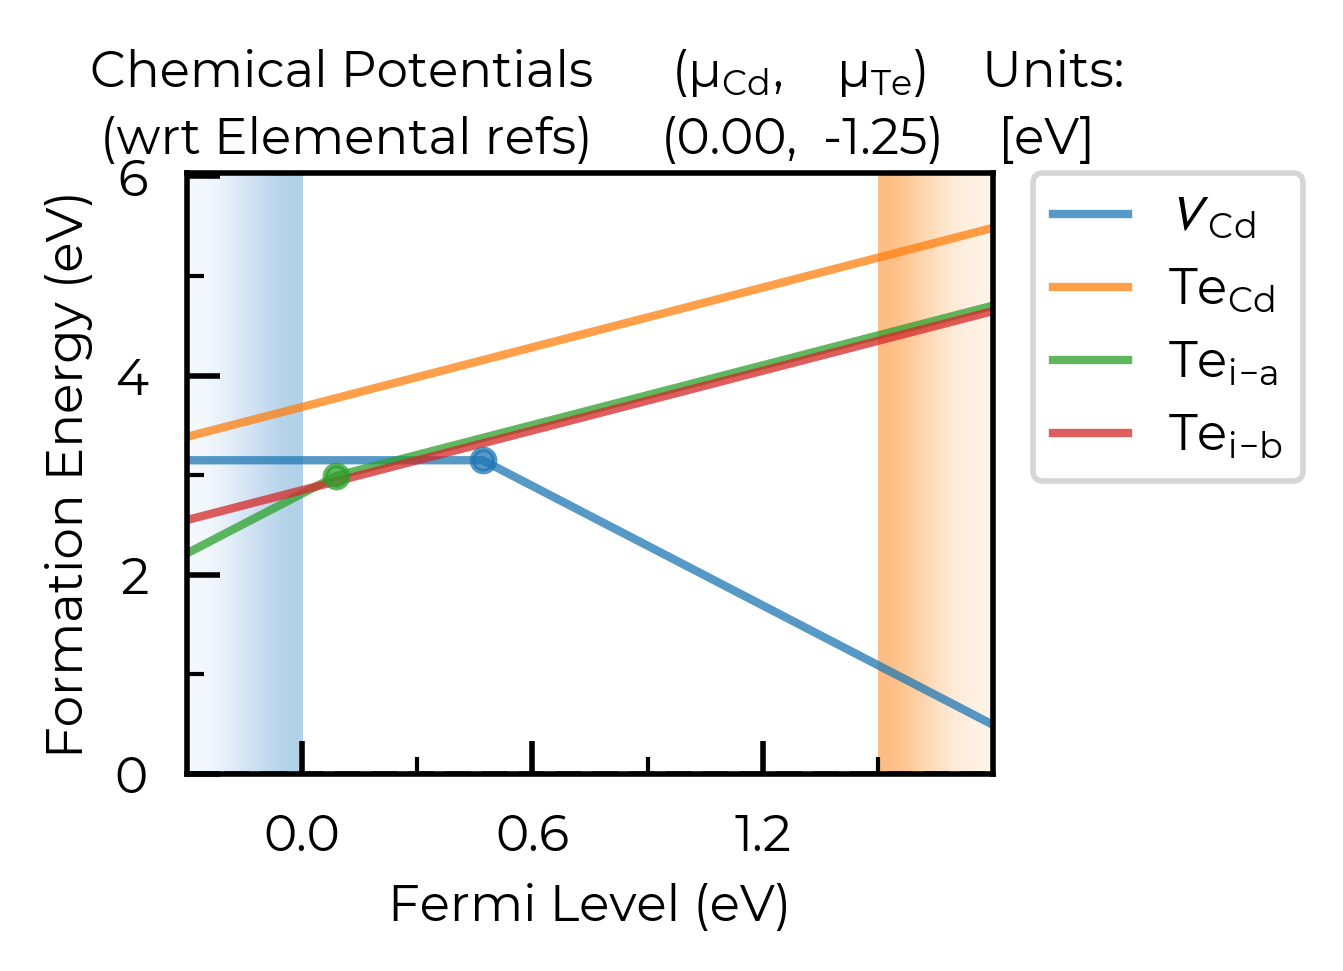 Chemical Potentials (μCd, μTe) Units:
(wrt Elemental refs) (0.00, -1.25) [eV]
6
4
2
0
Formation Energy (eV)
0.0 0.6 1.2
Fermi Level (eV)
VCd
TeCd
Tei−a
Tei−b